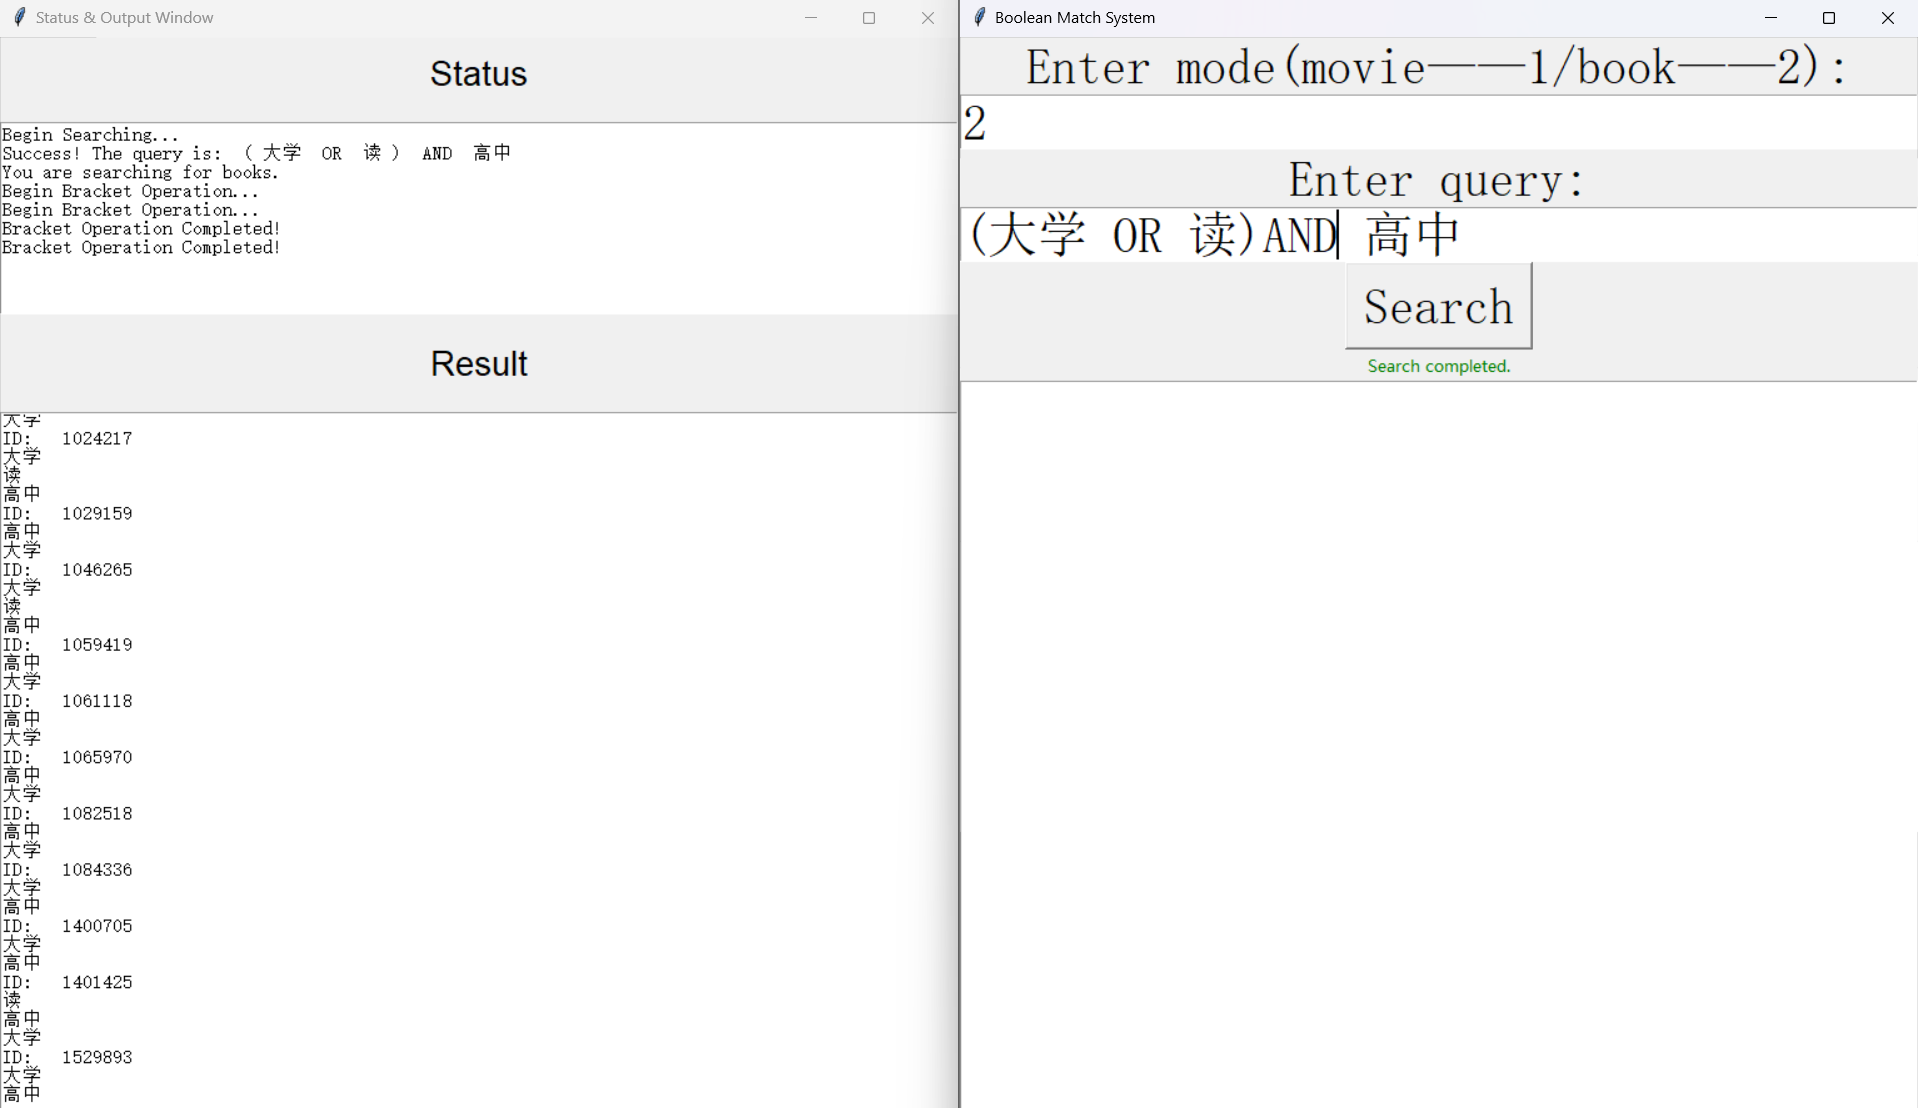 Status & Output Window
Status
Begin Searching...
Success! The query is: ( 大学 OR 读 ) AND 高中
You are searching for books.
Begin Bracket Operation...
Begin Bracket Operation...
Bracket Operation Completed!
Bracket Operation Completed!
Result
大学
ID: 1024217
大学
读
高中
ID: 1029159
高中
大学
ID: 1046265
大学
读
高中
ID: 1059419
高中
大学
ID: 1061118
高中
大学
ID: 1065970
高中
大学
ID: 1082518
高中
大学
ID: 1084336
大学
高中
ID: 1400705
大学
高中
ID: 1401425
读
高中
大学
ID: 1529893
大学
高中
Boolean Match System
Enter mode(movie——1/book——2):
2
Enter query:
(大学 OR 读)AND 高中
Search
Search completed.